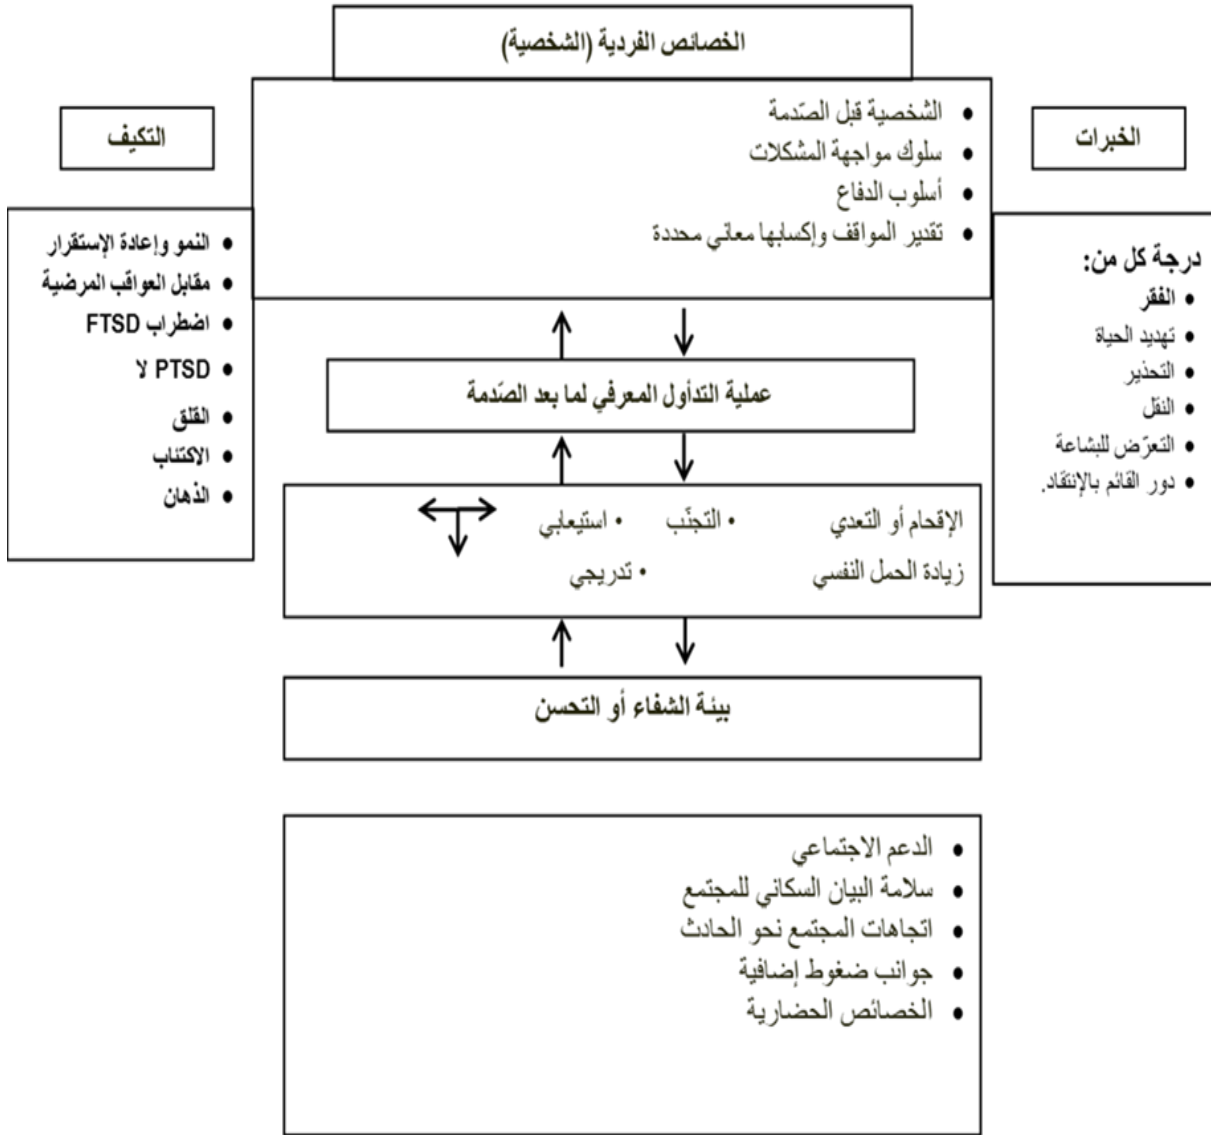 الخصائص الفردية (الشخصية)
الخبرات
التكيف
• الشخصية قبل الصّدمة
• سلوك مواجهة المشكلات
• أسلوب الدفاع
• تقدير المواقف وإكسابها معاني محددة
درجة كل من:
• الفقر
• تهديد الحياة
• التحذير
• النقل
• التعرّض للبشاعة
• دور القائم بالإنتقاد.
• النمو وإعادة الإستقرار
• مقابل العواقب المرضية
• اضطراب FTSD
• PTSD لا
• القلق
• الاكتئاب
• الذهان
عملية التدأول المعرفي لما بعد الصّدمة
الإقحام أو التعدي • التجنّب • استيعابي
زيادة الحمل النفسي • تدريجي
بيئة الشفاء أو التحسن
• الدعم الاجتماعي
• سلامة البيان السكاني للمجتمع
• اتجاهات المجتمع نحو الحادث
• جوانب ضغوط إضافية
• الخصائص الحضارية